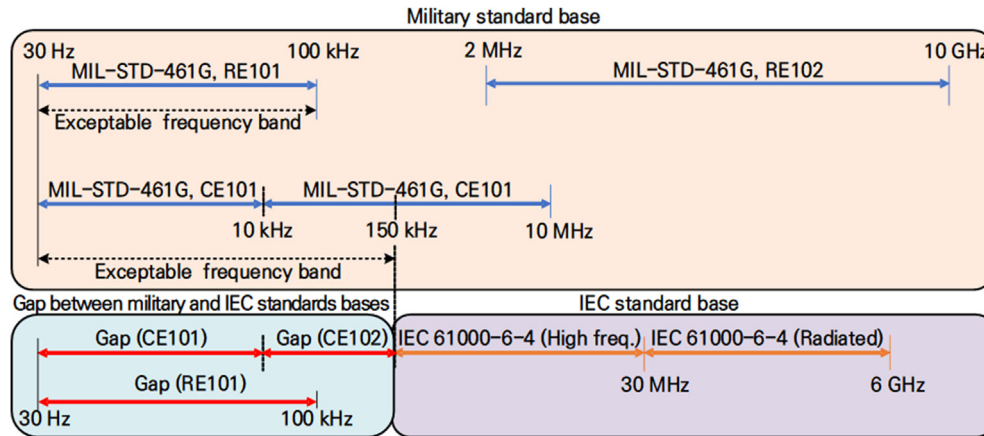 Military standard base
30 Hz 100 kHz 2 MHz 10 GHz
MIL-STD-461G, RE101 MIL-STD-461G, RE102
Exceptable frequency band
MIL-STD-461G, CE101 MIL-STD-461G, CE101
10 kHz 150 kHz 10 MHz
Exceptable frequency band
Gap between military and IEC standards bases IEC standard base
Gap (CE101) Gap (CE102) IEC 61000-6-4 (High freq.) IEC 61000-6-4 (Radiated)
Gap (RE101) 30 MHz 6 GHz
30 Hz 100 kHz